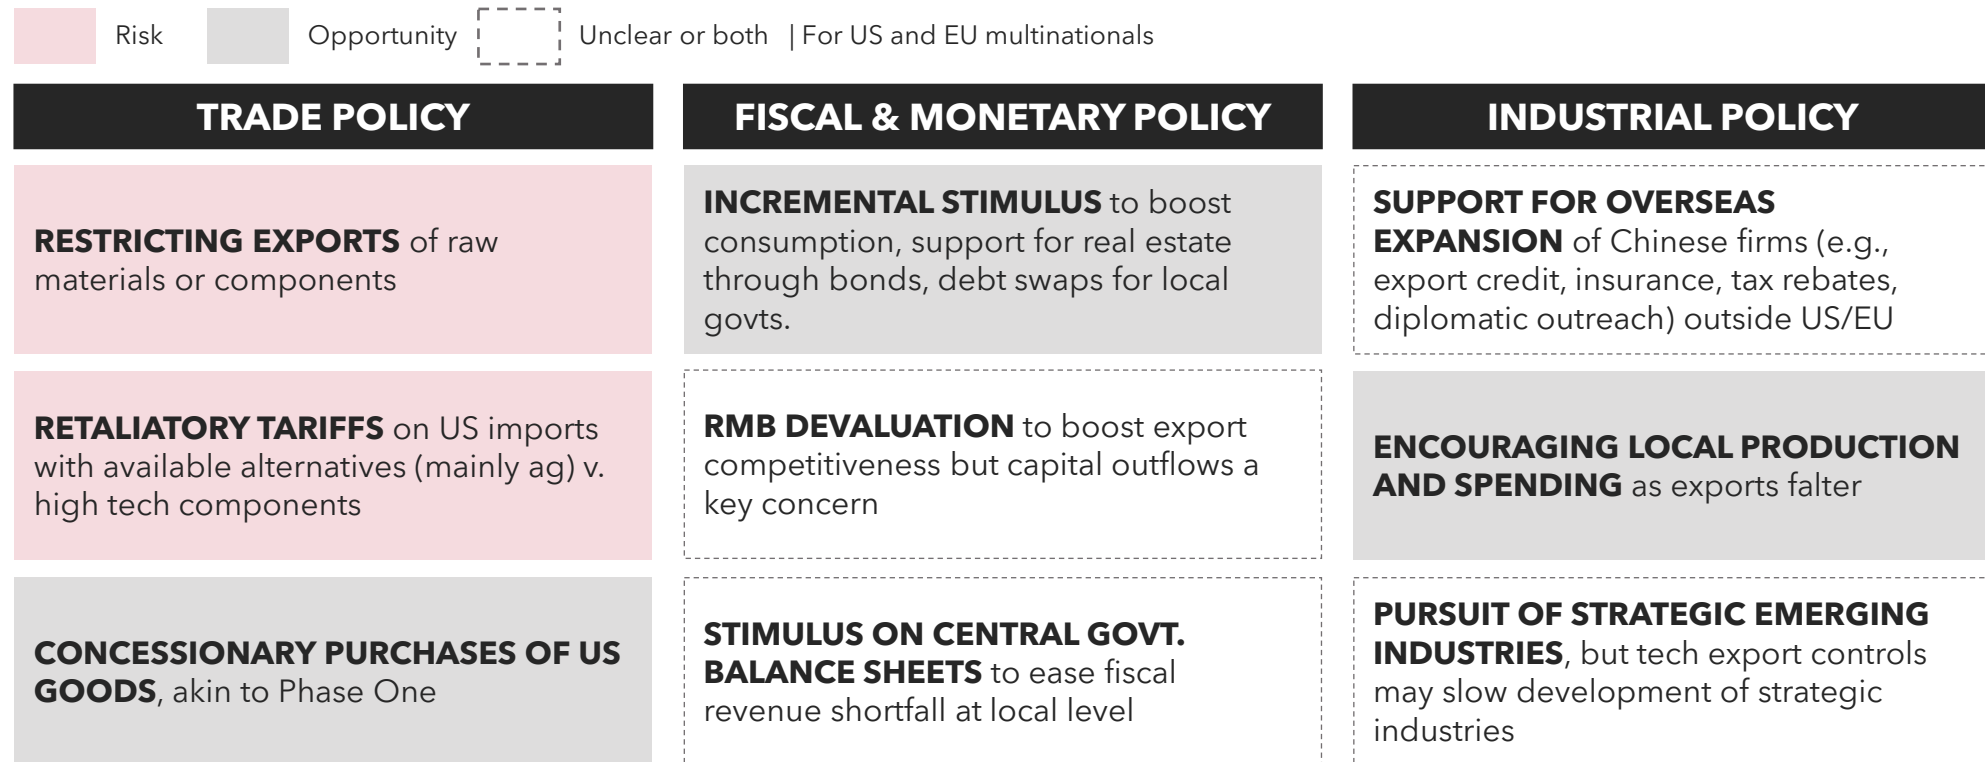 Risk
Opportunity
Unclear or both | For US and EU multinationals
TRADE POLICY
RESTRICTING EXPORTS of raw
materials or components
RETALIATORY TARIFFS on US imports
with available alternatives (mainly ag) v.
high tech components
CONCESSIONARY PURCHASES OF US
GOODS, akin to Phase One
FISCAL & MONETARY POLICY
INCREMENTAL STIMULUS to boost
consumption, support for real estate
through bonds, debt swaps for local
govts.
RMB DEVALUATION to boost export
competitiveness but capital outflows a
key concern
STIMULUS ON CENTRAL GOVT.
BALANCE SHEETS to ease fiscal
revenue shortfall at local level
INDUSTRIAL POLICY
SUPPORT FOR OVERSEAS
EXPANSION of Chinese firms (e.g.,
export credit, insurance, tax rebates,
diplomatic outreach) outside US/EU
ENCOURAGING LOCAL PRODUCTION
AND SPENDING as exports falter
PURSUIT OF STRATEGIC EMERGING
INDUSTRIES, but tech export controls
may slow development of strategic
industries